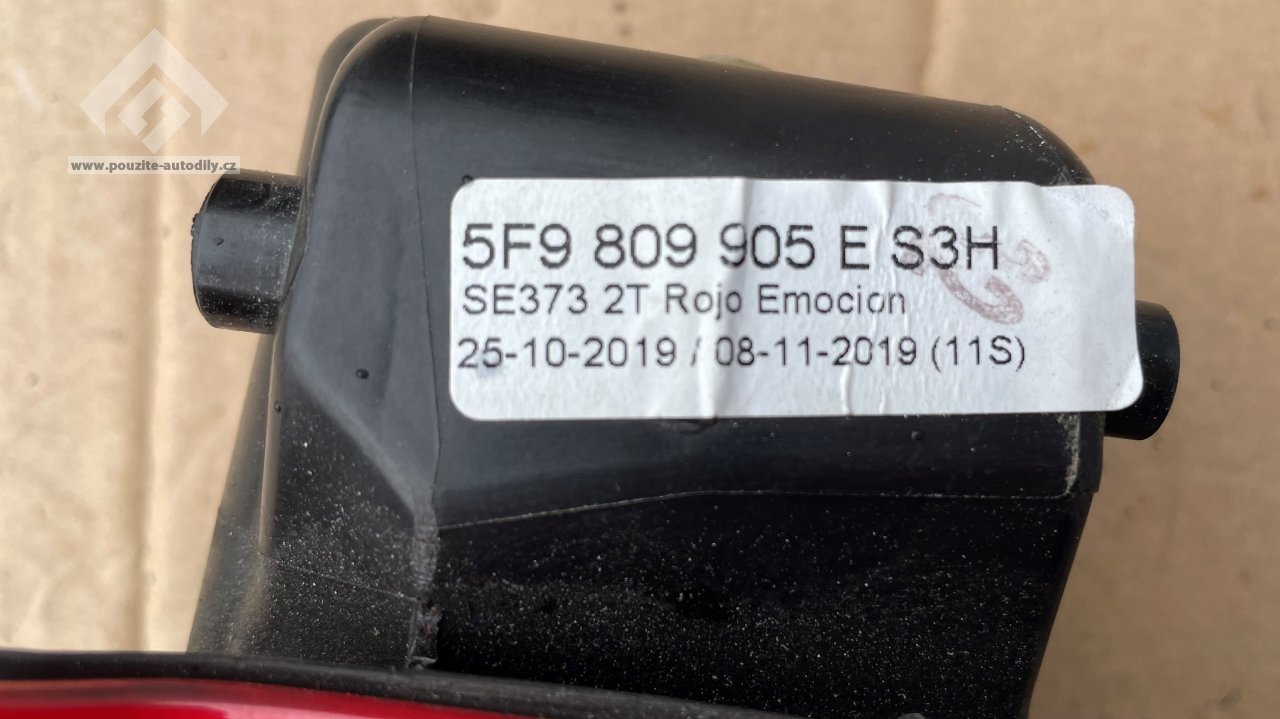 www.pouzite-autodily.cz
5F9 809 905 E S3H
SE373 2T Rojo Emocion
25-10-2019 / 08-11-2019 (11S)